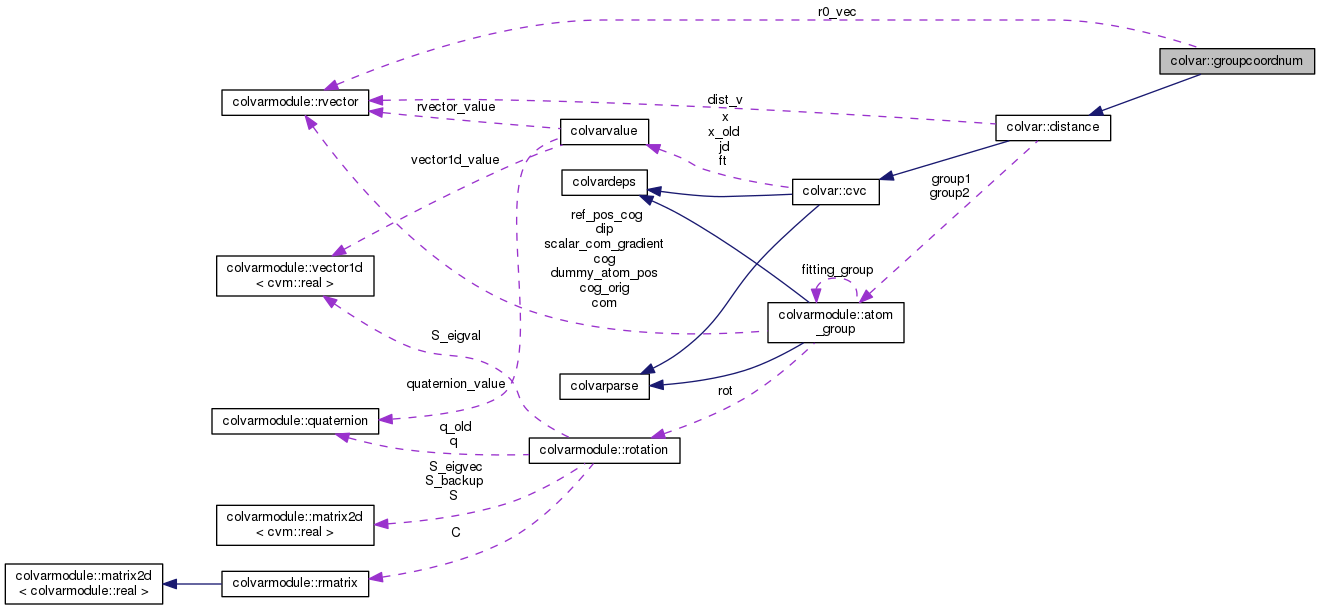 r0_vec
colvar::groupcoordnum
colvarmodule::rvector
rvector_value
dist_v
x
x_old
jd
ft
colvarvalue
colvar::distance
vector1d_value
colvardeps
colvar::cvc
group1
group2
ref_pos_cog
dip
scalar_com_gradient
cog
dummy_atom_pos
cog_orig
com
colvarmodule::vector1d
< cvm::real >
fitting_group
colvarmodule::atom
_group
S_eigval
quaternion_value
colvarparse
rot
colvarmodule::quaternion
q_old
q
colvarmodule::rotation
S_eigvec
S_backup
S
colvarmodule::matrix2d
< cvm::real >
C
colvarmodule::matrix2d
< colvarmodule::real >
colvarmodule::rmatrix